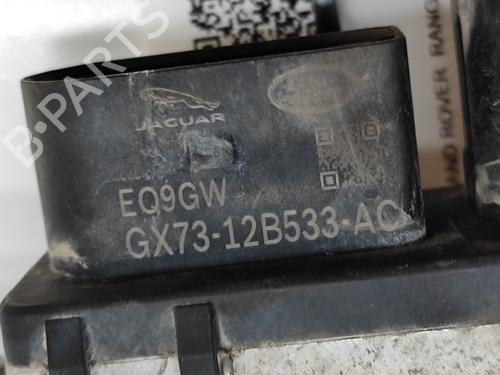 JAGUAR
EQ9GW
GX73-12B533-AC
B-PARTS
AND ROVER RANG